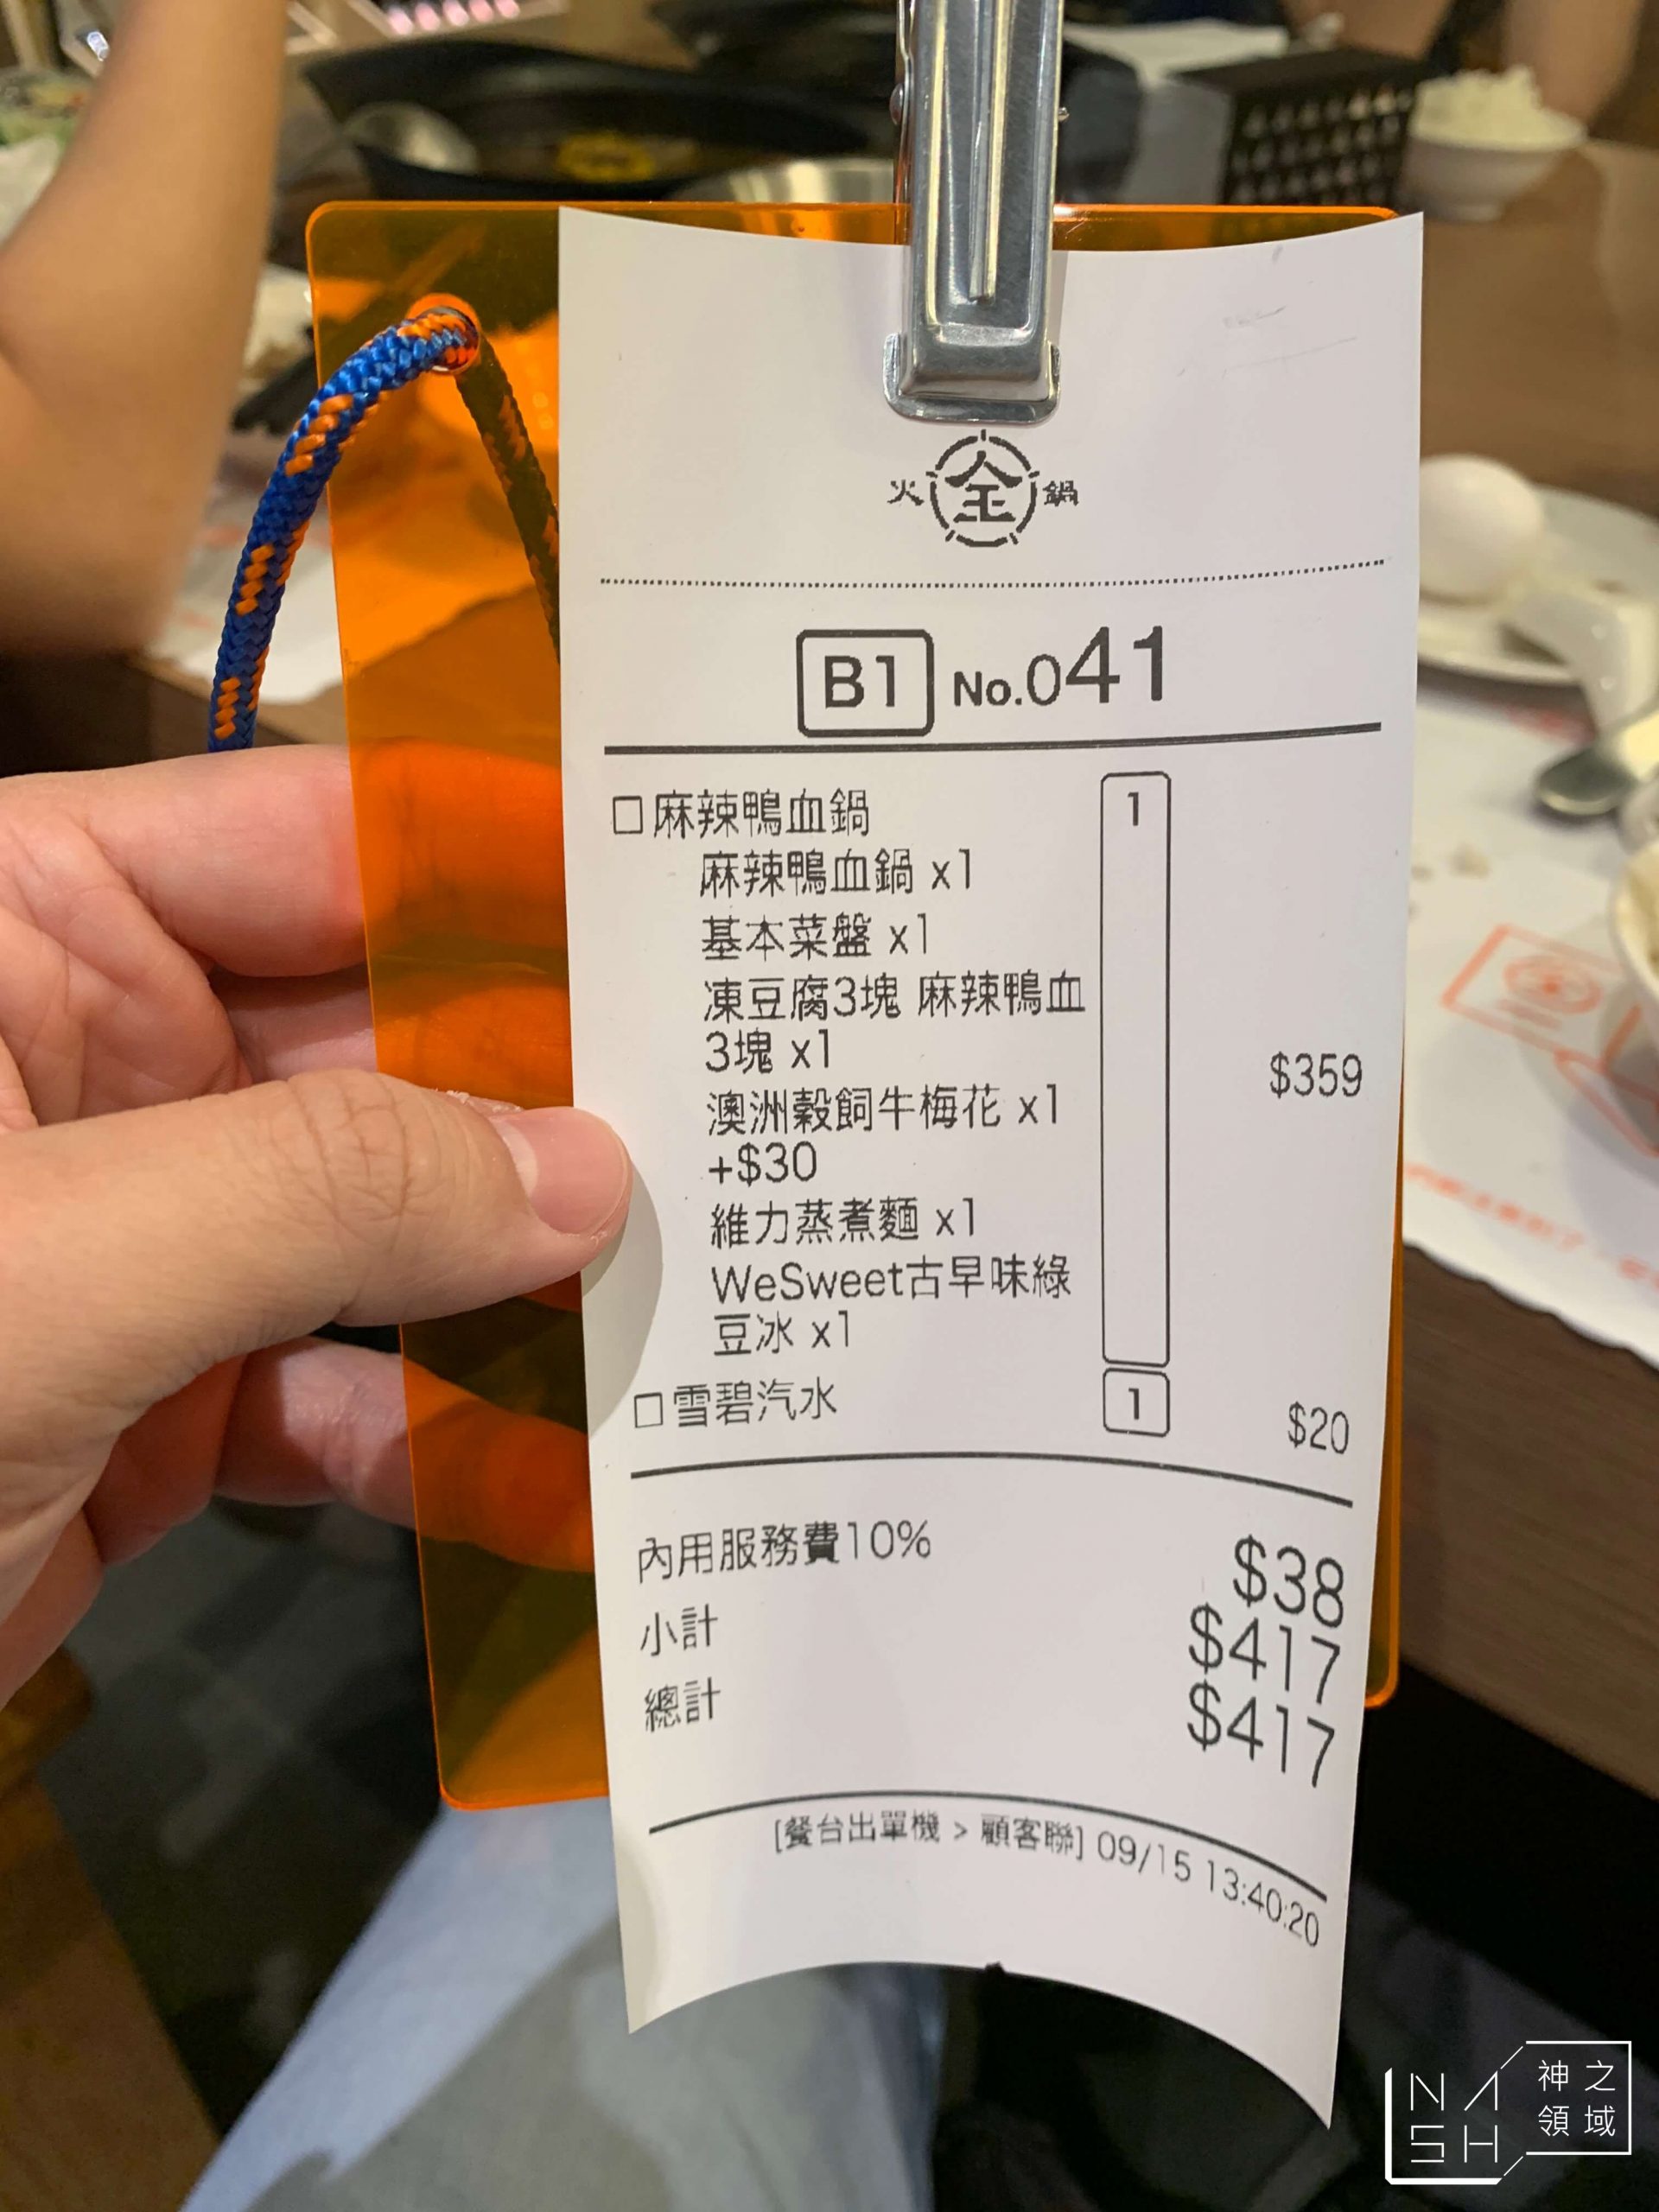 火 全 鍋
B1 No.041
□ 麻辣鴨血鍋 1
麻辣鴨血鍋 x1
基本菜盤 x1
凍豆腐3塊 麻辣鴨血
3塊 x1
$359
澳洲穀飼牛梅花 x1
+$30
維力蒸煮麵 x1
WeSweet古早味綠
豆冰 x1
□ 雪碧汽水 1 $20
內用服務費10% $38
小計 $417
總計 $417
[餐台出單機 > 顧客聯] 09/15 13:40:20
NASH 神之領域